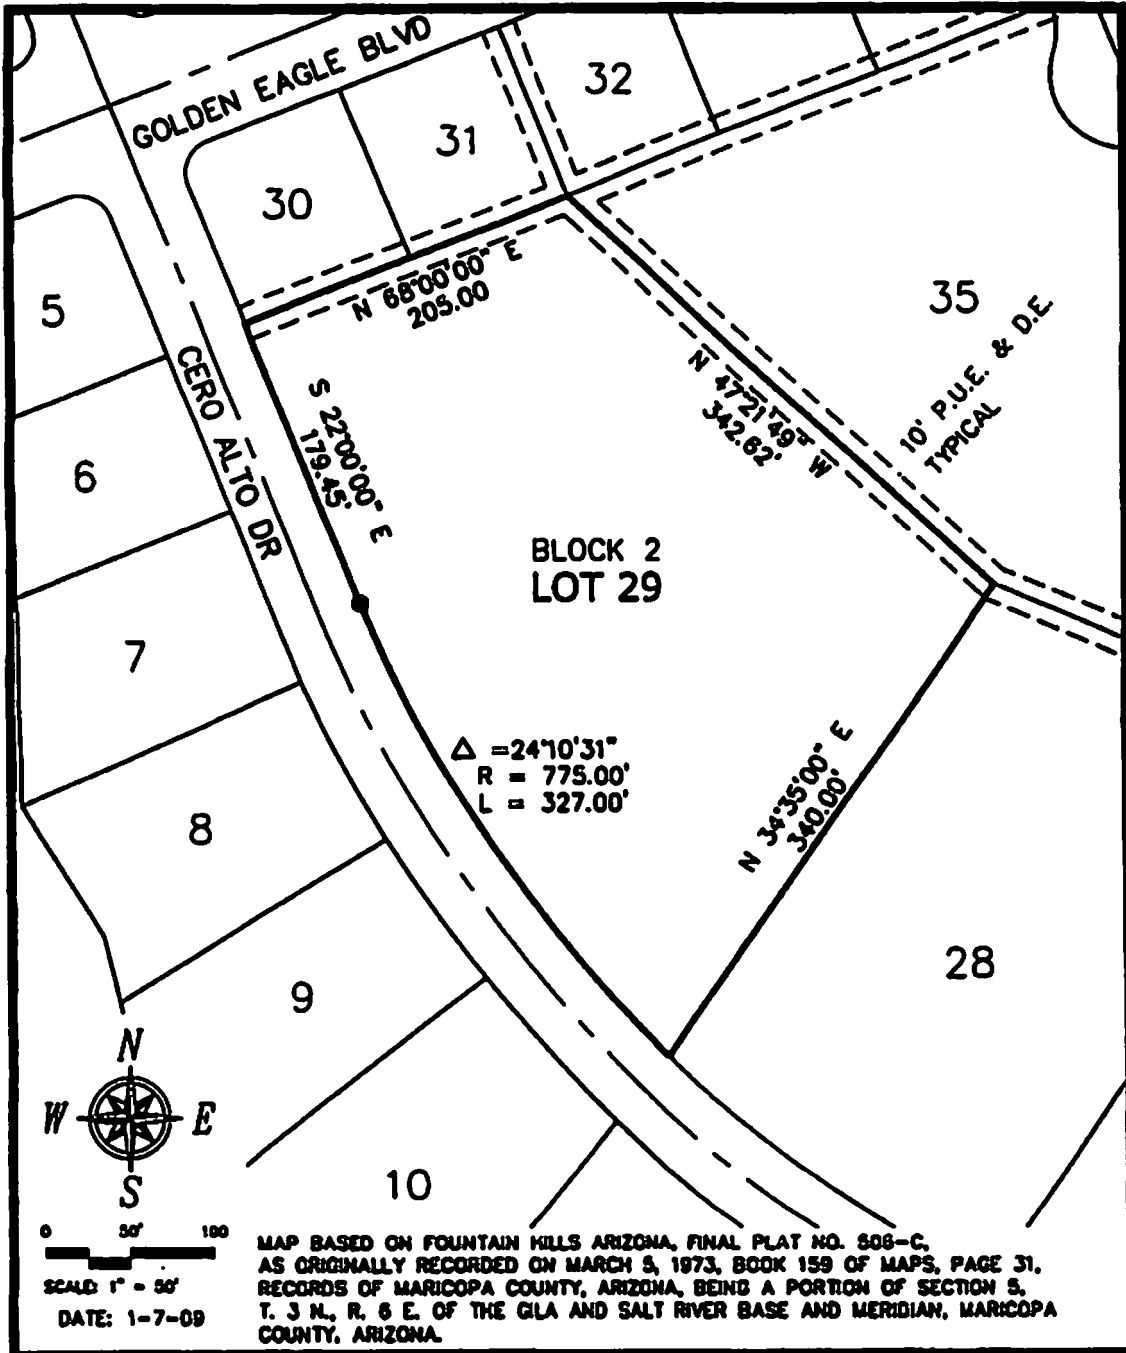 GOLDEN EAGLE BLVD
32
31
30
N 68°00'00" E
205.00
5
35
CERO ALTO DR
10' P.U.E. & D.E.
TYPICAL
N 47°21'49" W
342.62'
S 22°00'00" E
179.45'
6
BLOCK 2
LOT 29
7
Δ =24°10'31"
R = 775.00'
L = 327.00'
N 34°35'00" E
340.00'
8
28
9
N
W E
S
10
0 50' 100
SCALE: 1" = 50'
DATE: 1-7-09
MAP BASED ON FOUNTAIN HILLS ARIZONA, FINAL PLAT NO. 506-C,
AS ORIGINALLY RECORDED ON MARCH 5, 1973, BOOK 159 OF MAPS, PAGE 31,
RECORDS OF MARICOPA COUNTY, ARIZONA, BEING A PORTION OF SECTION 5,
T. 3 N., R. 6 E. OF THE GILA AND SALT RIVER BASE AND MERIDIAN, MARICOPA
COUNTY, ARIZONA.